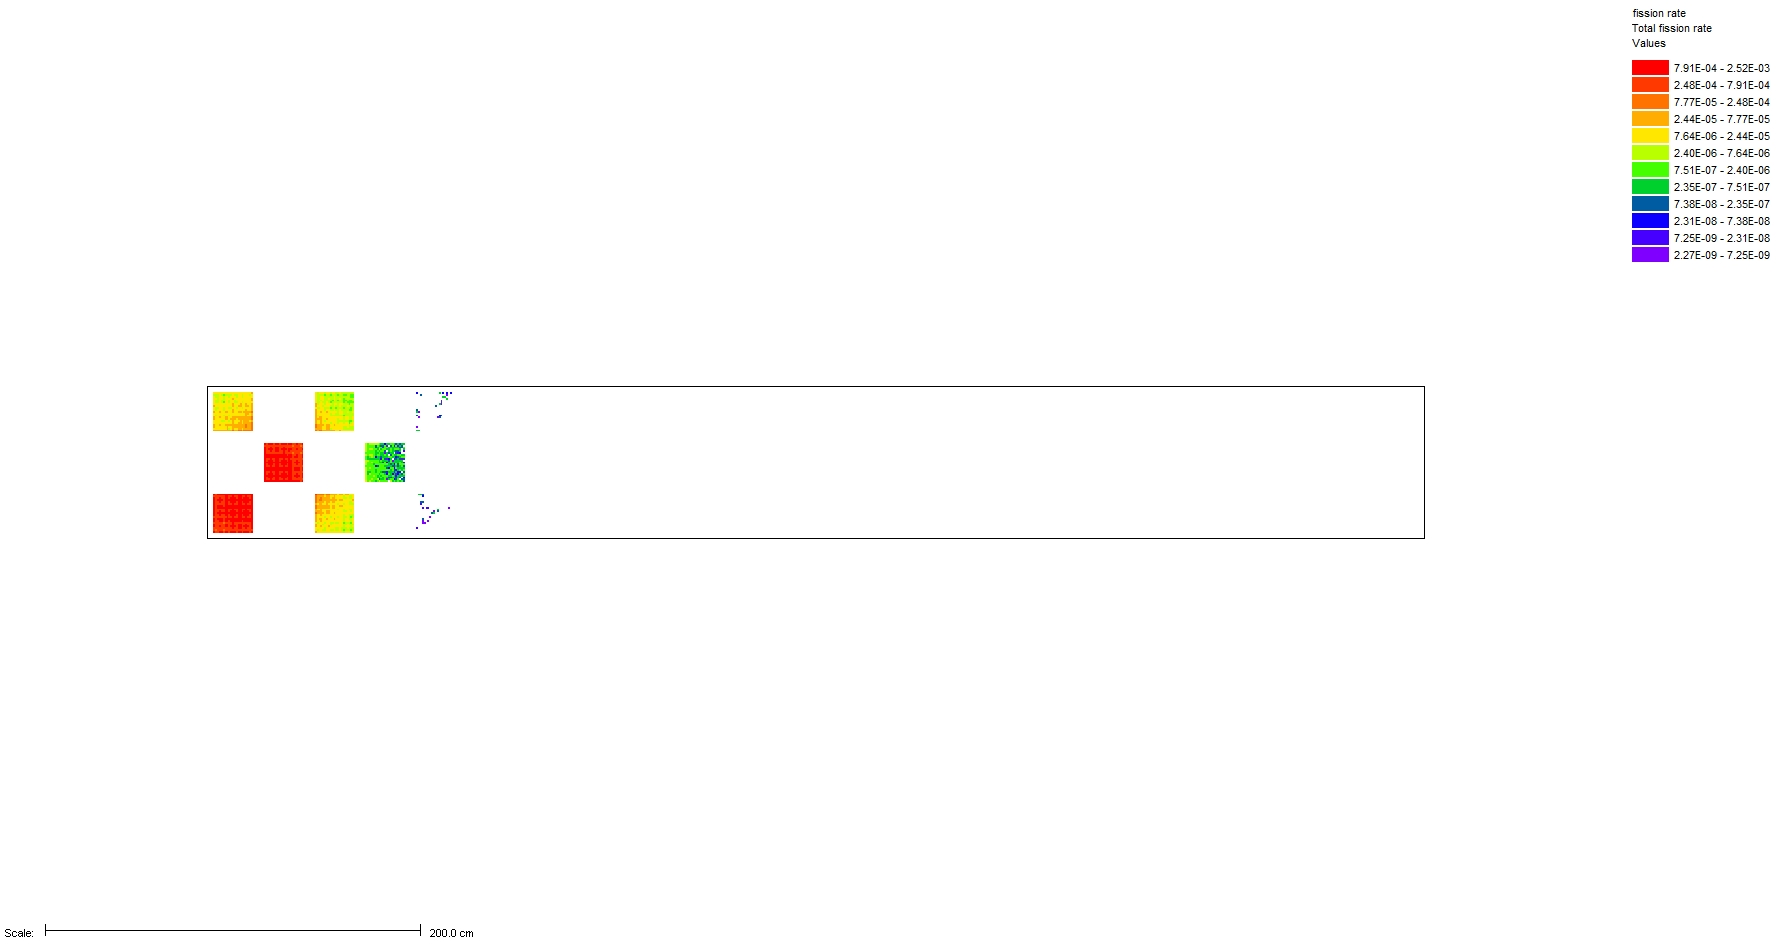 fission rate
Total fission rate
Values
7.91E-04 - 2.52E-03
2.48E-04 - 7.91E-04
7.77E-05 - 2.48E-04
2.44E-05 - 7.77E-05
7.64E-06 - 2.44E-05
2.40E-06 - 7.64E-06
7.51E-07 - 2.40E-06
2.35E-07 - 7.51E-07
7.38E-08 - 2.35E-07
2.31E-08 - 7.38E-08
7.25E-09 - 2.31E-08
2.27E-09 - 7.25E-09
Scale: 200.0 cm